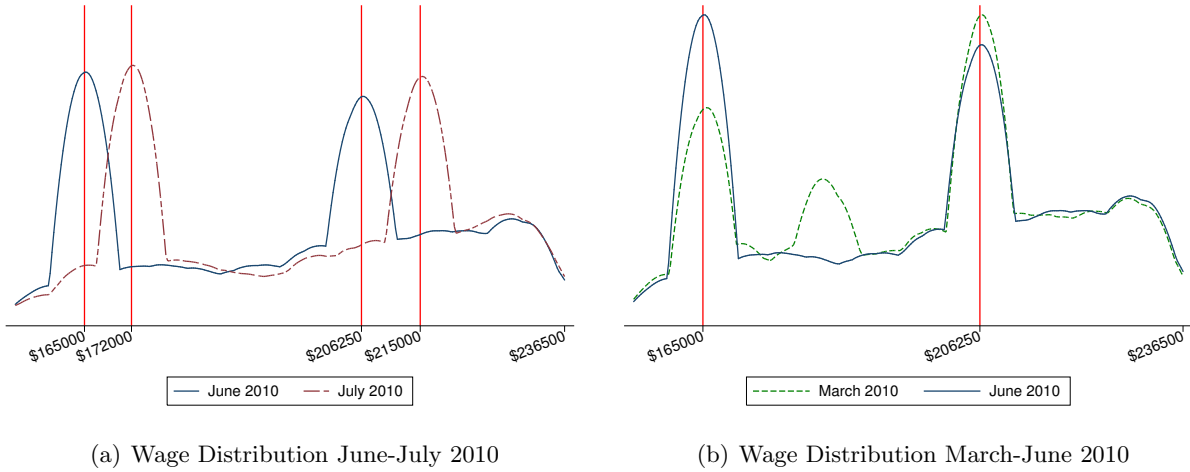 $165000
$172000
$206250
$215000
$236500
June 2010
July 2010
(a) Wage Distribution June-July 2010
$165000
$206250
$236500
March 2010
June 2010
(b) Wage Distribution March-June 2010